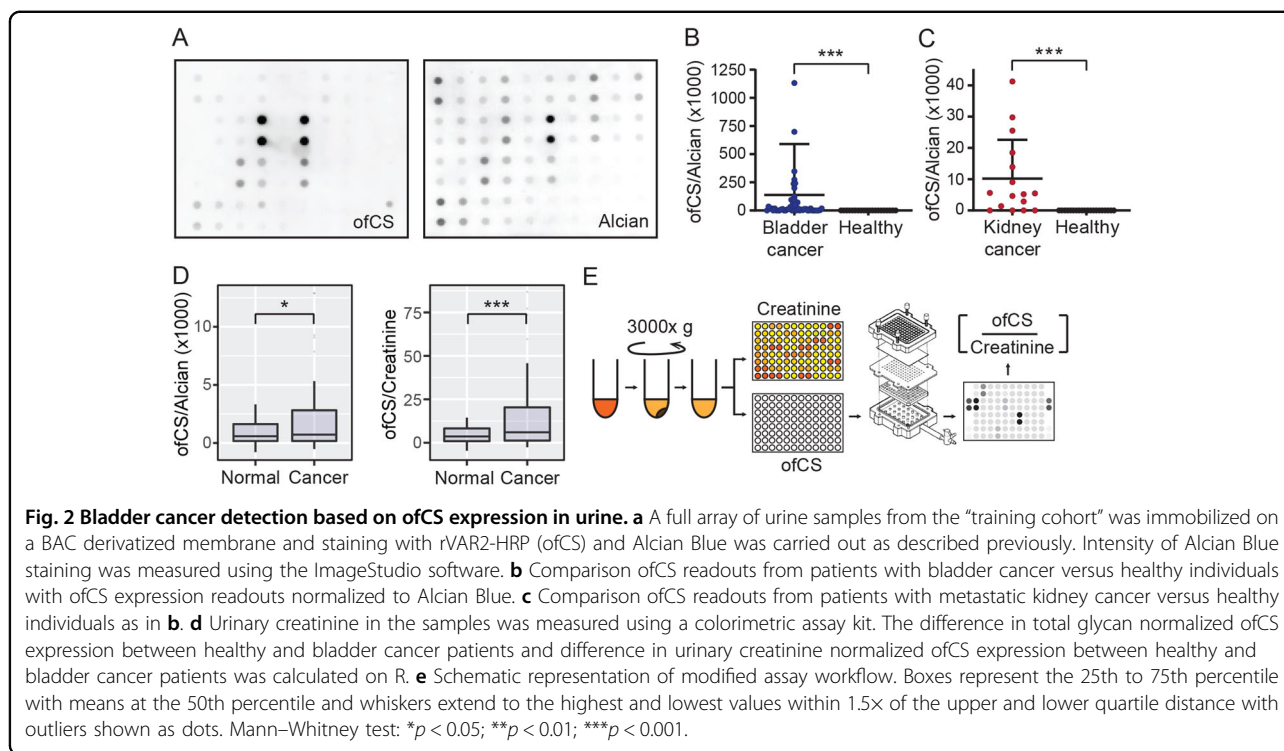 A
ofCS
Alcian
B
ofCS/Alcian (x1000)
1250
1000
750
500
250
0
***
Bladder cancer
Healthy
C
ofCS/Alcian (x1000)
40
30
20
10
0
***
Kidney cancer
Healthy
D
ofCS/Alcian (x1000)
10
5
0
*
Normal Cancer
ofCS/Creatinine
75
50
25
0
***
Normal Cancer
E
3000x g
Creatinine
ofCS
ofCS
Creatinine
Fig. 2 Bladder cancer detection based on ofCS expression in urine. a A full array of urine samples from the “training cohort” was immobilized on
a BAC derivatized membrane and staining with rVAR2-HRP (ofCS) and Alcian Blue was carried out as described previously. Intensity of Alcian Blue
staining was measured using the ImageStudio software. b Comparison ofCS readouts from patients with bladder cancer versus healthy individuals
with ofCS expression readouts normalized to Alcian Blue. c Comparison ofCS readouts from patients with metastatic kidney cancer versus healthy
individuals as in b. d Urinary creatinine in the samples was measured using a colorimetric assay kit. The difference in total glycan normalized ofCS
expression between healthy and bladder cancer patients and difference in urinary creatinine normalized ofCS expression between healthy and
bladder cancer patients was calculated on R. e Schematic representation of modified assay workflow. Boxes represent the 25th to 75th percentile
with means at the 50th percentile and whiskers extend to the highest and lowest values within 1.5× of the upper and lower quartile distance with
outliers shown as dots. Mann–Whitney test: *p < 0.05; **p < 0.01; ***p < 0.001.